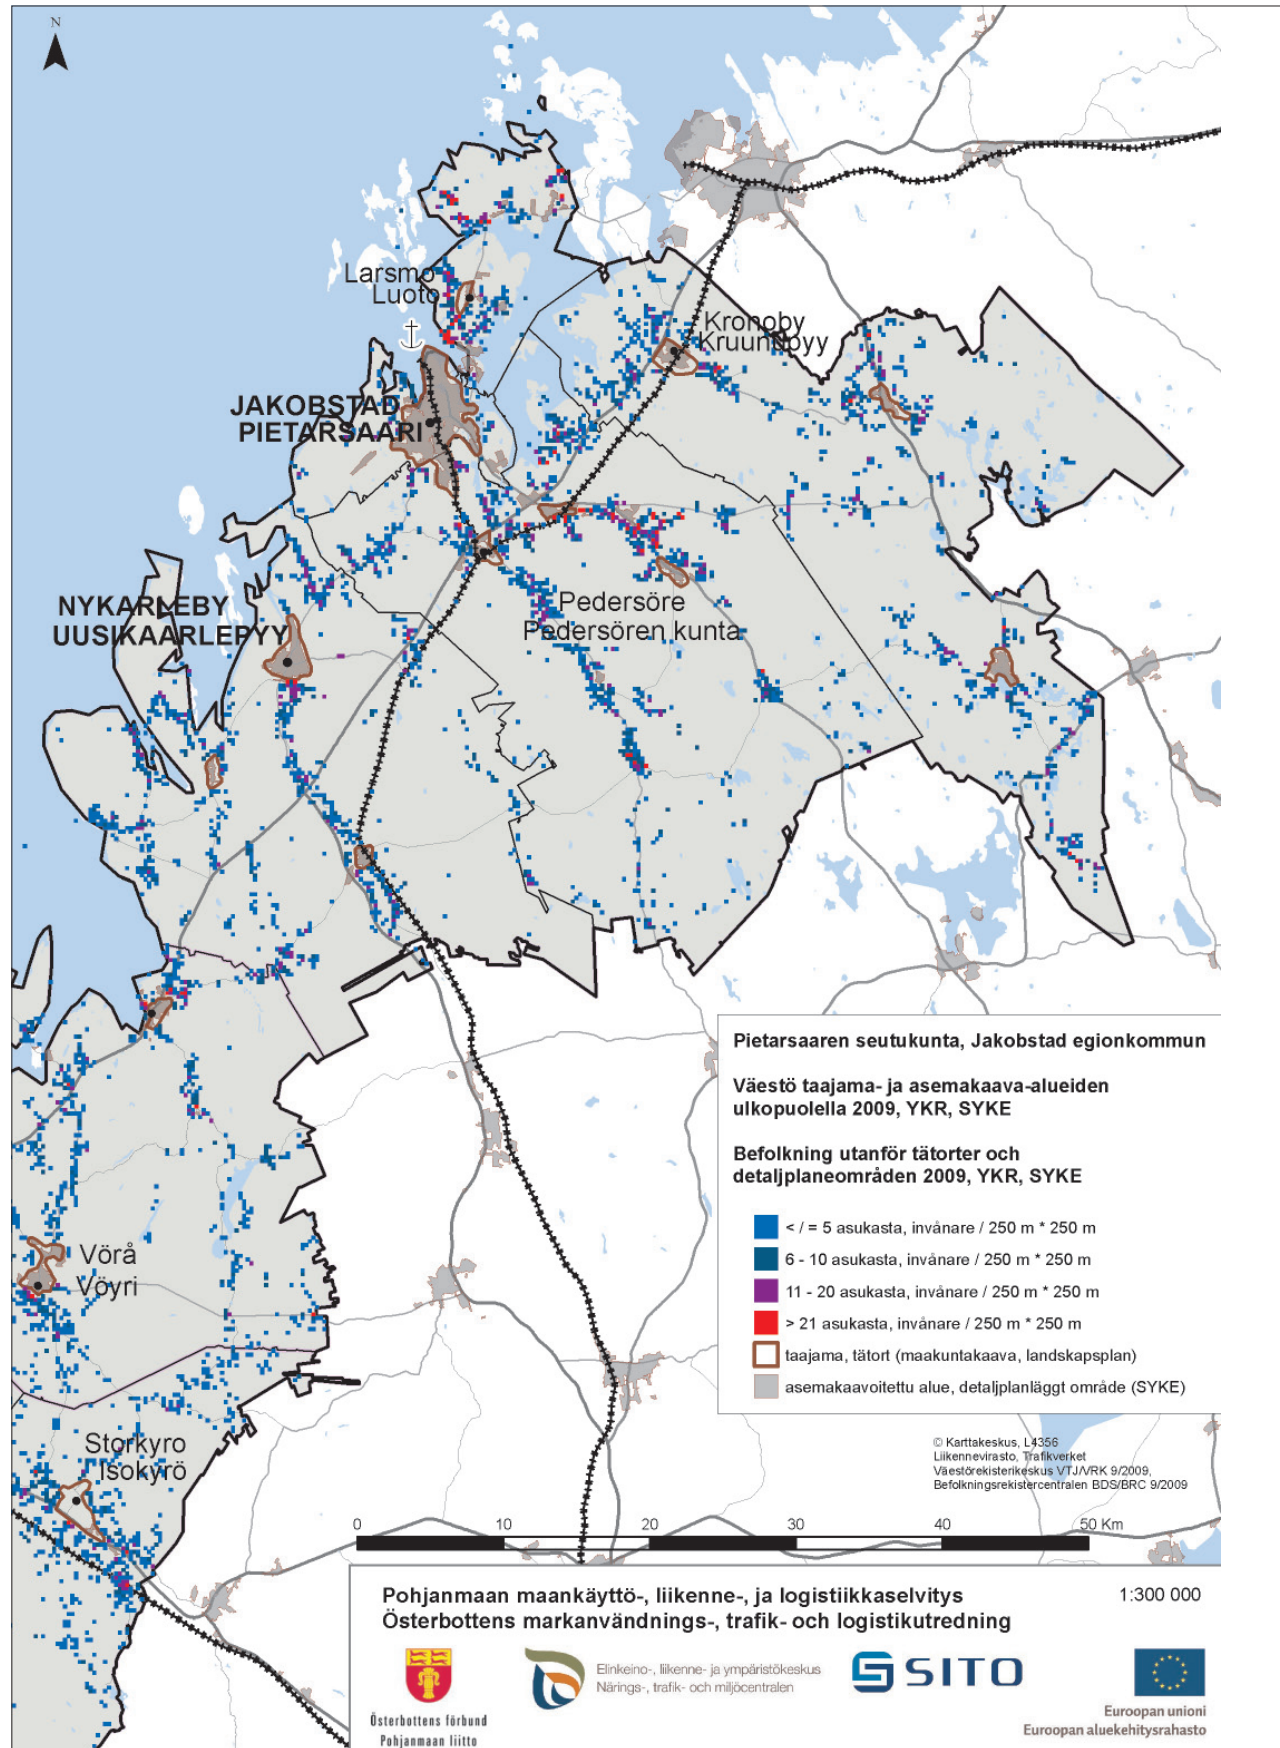 N
Larsmo
Luoto
Kronoby
Kruunupyy
JAKOBSTAD
PIETARSAARI
NYKARLEBY
UUSIKAARLEPYY
Pedersöre
Pedersören kunta
Vörå
Vöyri
Storkyro
Isokyrö
Pietarsaaren seutukunta, Jakobstad egionkommun
Väestö taajama- ja asemakaava-alueiden
ulkopuolella 2009, YKR, SYKE
Befolkning utanför tätorter och
detaljplaneområden 2009, YKR, SYKE
< / = 5 asukasta, invånare / 250 m * 250 m
6 - 10 asukasta, invånare / 250 m * 250 m
11 - 20 asukasta, invånare / 250 m * 250 m
> 21 asukasta, invånare / 250 m * 250 m
taajama, tätort (maakuntakaava, landskapsplan)
asemakaavoitettu alue, detaljplanläggt område (SYKE)
© Karttakeskus, L4356
Liikennevirasto, Trafikverket
Väestörekisterikeskus VTJ/VRK 9/2009,
Befolkningsrekistercentralen BDS/BRC 9/2009
0 10 20 30 40 50 Km
Pohjanmaan maankäyttö-, liikenne-, ja logistiikkaselvitys 1:300 000
Österbottens markanvändnings-, trafik- och logistikutredning
Elinkeino-, liikenne- ja ympäristökeskus
Närings-, trafik- och miljöcentralen
SITO
Österbottens förbund
Pohjanmaan liitto
Euroopan unioni
Euroopan aluekehitysrahasto